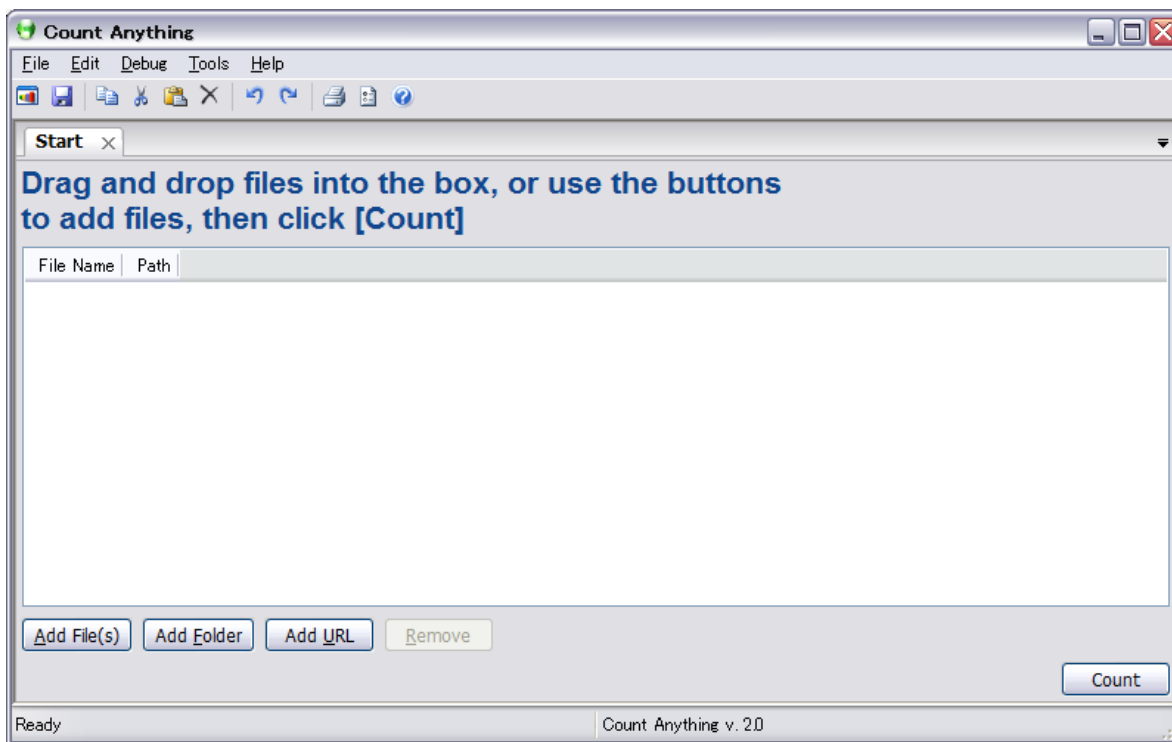 Count Anything
File Edit Debug Tools Help
Start
Drag and drop files into the box, or use the buttons
to add files, then click [Count]
File Name Path
Add File(s) Add Folder Add URL Remove
Count
Ready Count Anything v. 2.0